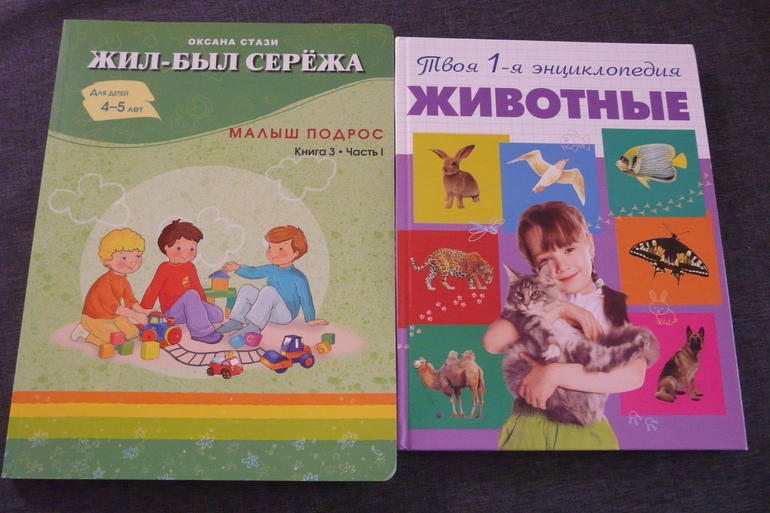 ОКСАНА СТАЗИ
ЖИЛ-БЫЛ СЕРЁЖА
Для детей
4–5 лет
МАЛЫШ ПОДРОС
Книга 3 • Часть I
Твоя 1-я энциклопедия
ЖИВОТНЫЕ